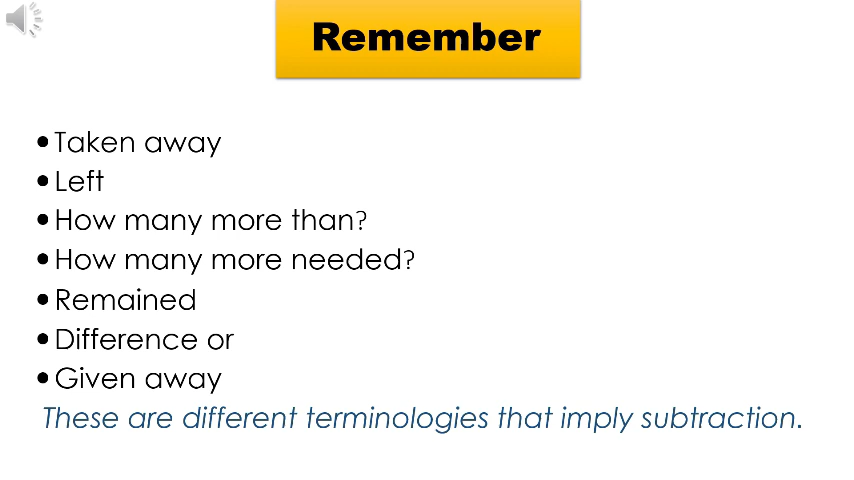 Remember
• Taken away
• Left
• How many more than?
• How many more needed?
• Remained
• Difference or
• Given away
These are different terminologies that imply subtraction.